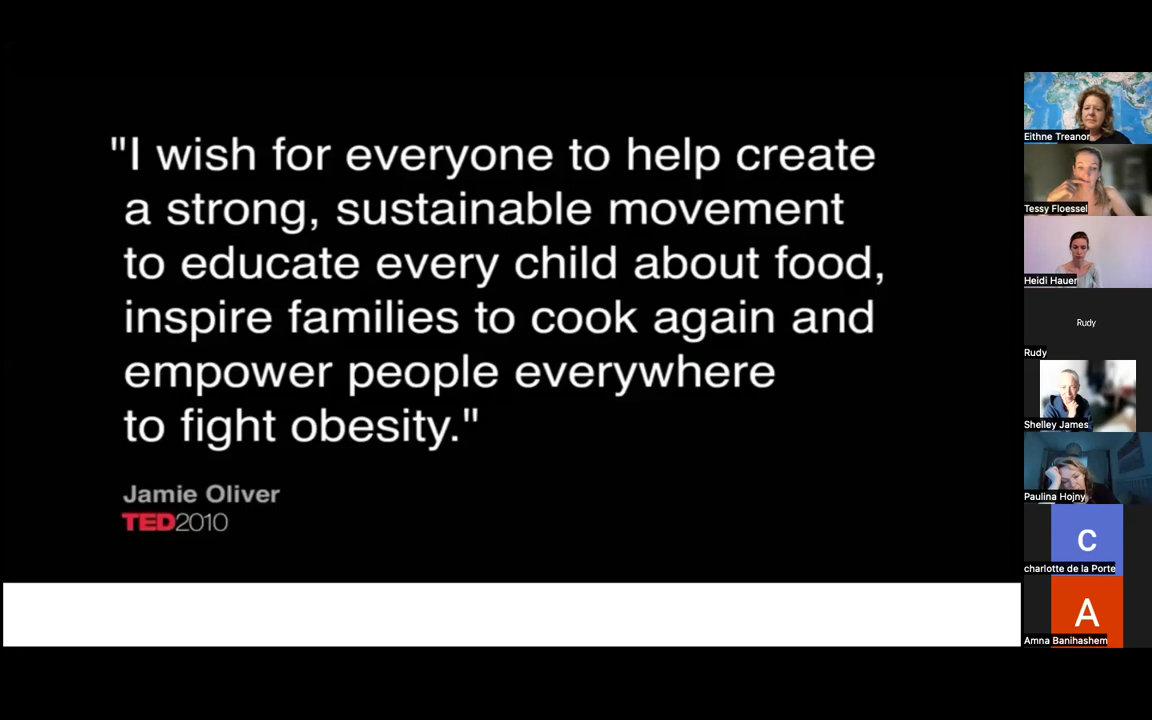 "I wish for everyone to help create
a strong, sustainable movement
to educate every child about food,
inspire families to cook again and
empower people everywhere
to fight obesity."
Jamie Oliver
TED2010
Eithne Treanor
Tessy Floessel
Heidi Hauer
Rudy
Rudy
Shelley James
Paulina Hojny
C
charlotte de la Porte
A
Amna Banihashem